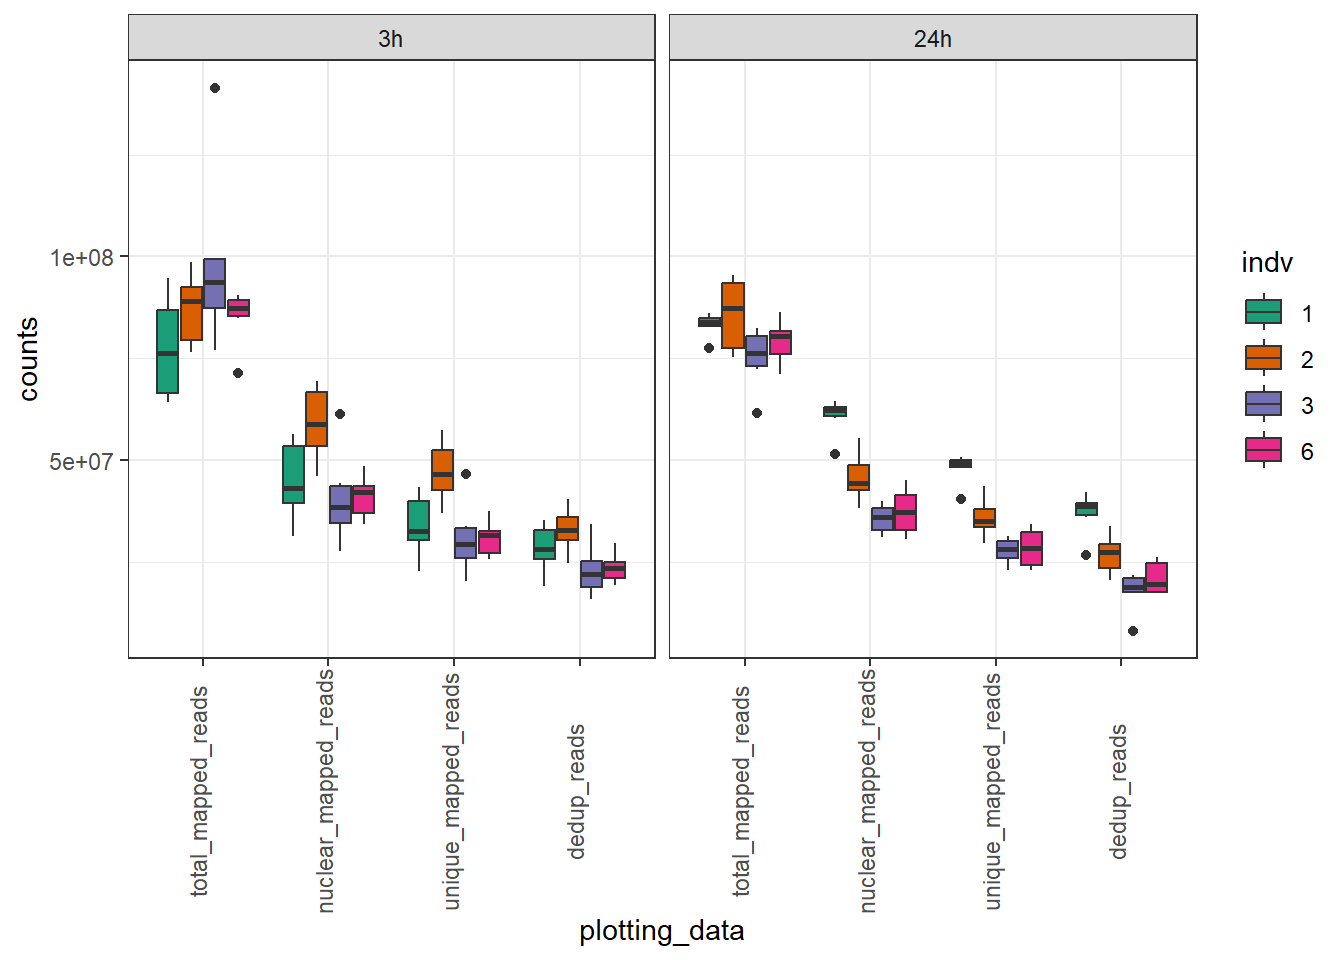 3h
24h
counts
1e+08
5e+07
total_mapped_reads
nuclear_mapped_reads
unique_mapped_reads
dedup_reads
total_mapped_reads
nuclear_mapped_reads
unique_mapped_reads
dedup_reads
plotting_data
indv
1
2
3
6